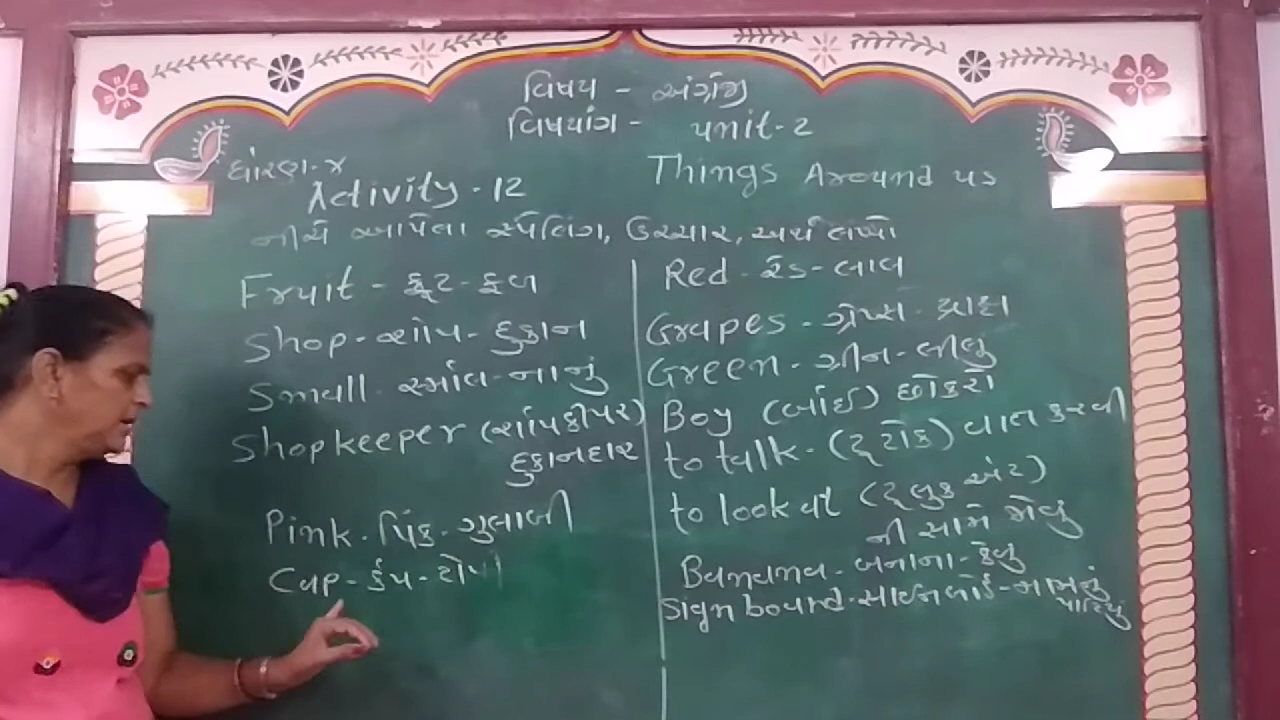 વિષય - અંગ્રેજી
વિષયાંગ - unit-2
ધોરણ-૪
Things Around us
Activity-12
નીચે આપેલા સ્પેલિંગ, ઉચ્ચાર, અર્થ લખો
Fruit - ફ્રૂટ - ફળ
Shop - શોપ - દુકાન
Small - સ્મોલ - નાનું
Shopkeeper (શોપકીપર)
દુકાનદાર
Pink - પિંક - ગુલાબી
Cap - કૅપ - ટોપી
Red - રેડ - લાલ
Grapes - ગ્રેપ્સ - દ્રાક્ષ
Green - ગ્રીન - લીલુ
Boy (બોઇ) છોકરો
to talk - (ટૂ ટોક) વાત કરવી
to look at (ટૂ લુક એટ)
ની સામે જોવું
Banana - બનાના - કેળું
Sign board - સાઈનબોર્ડ - નામનું
પાટિયું